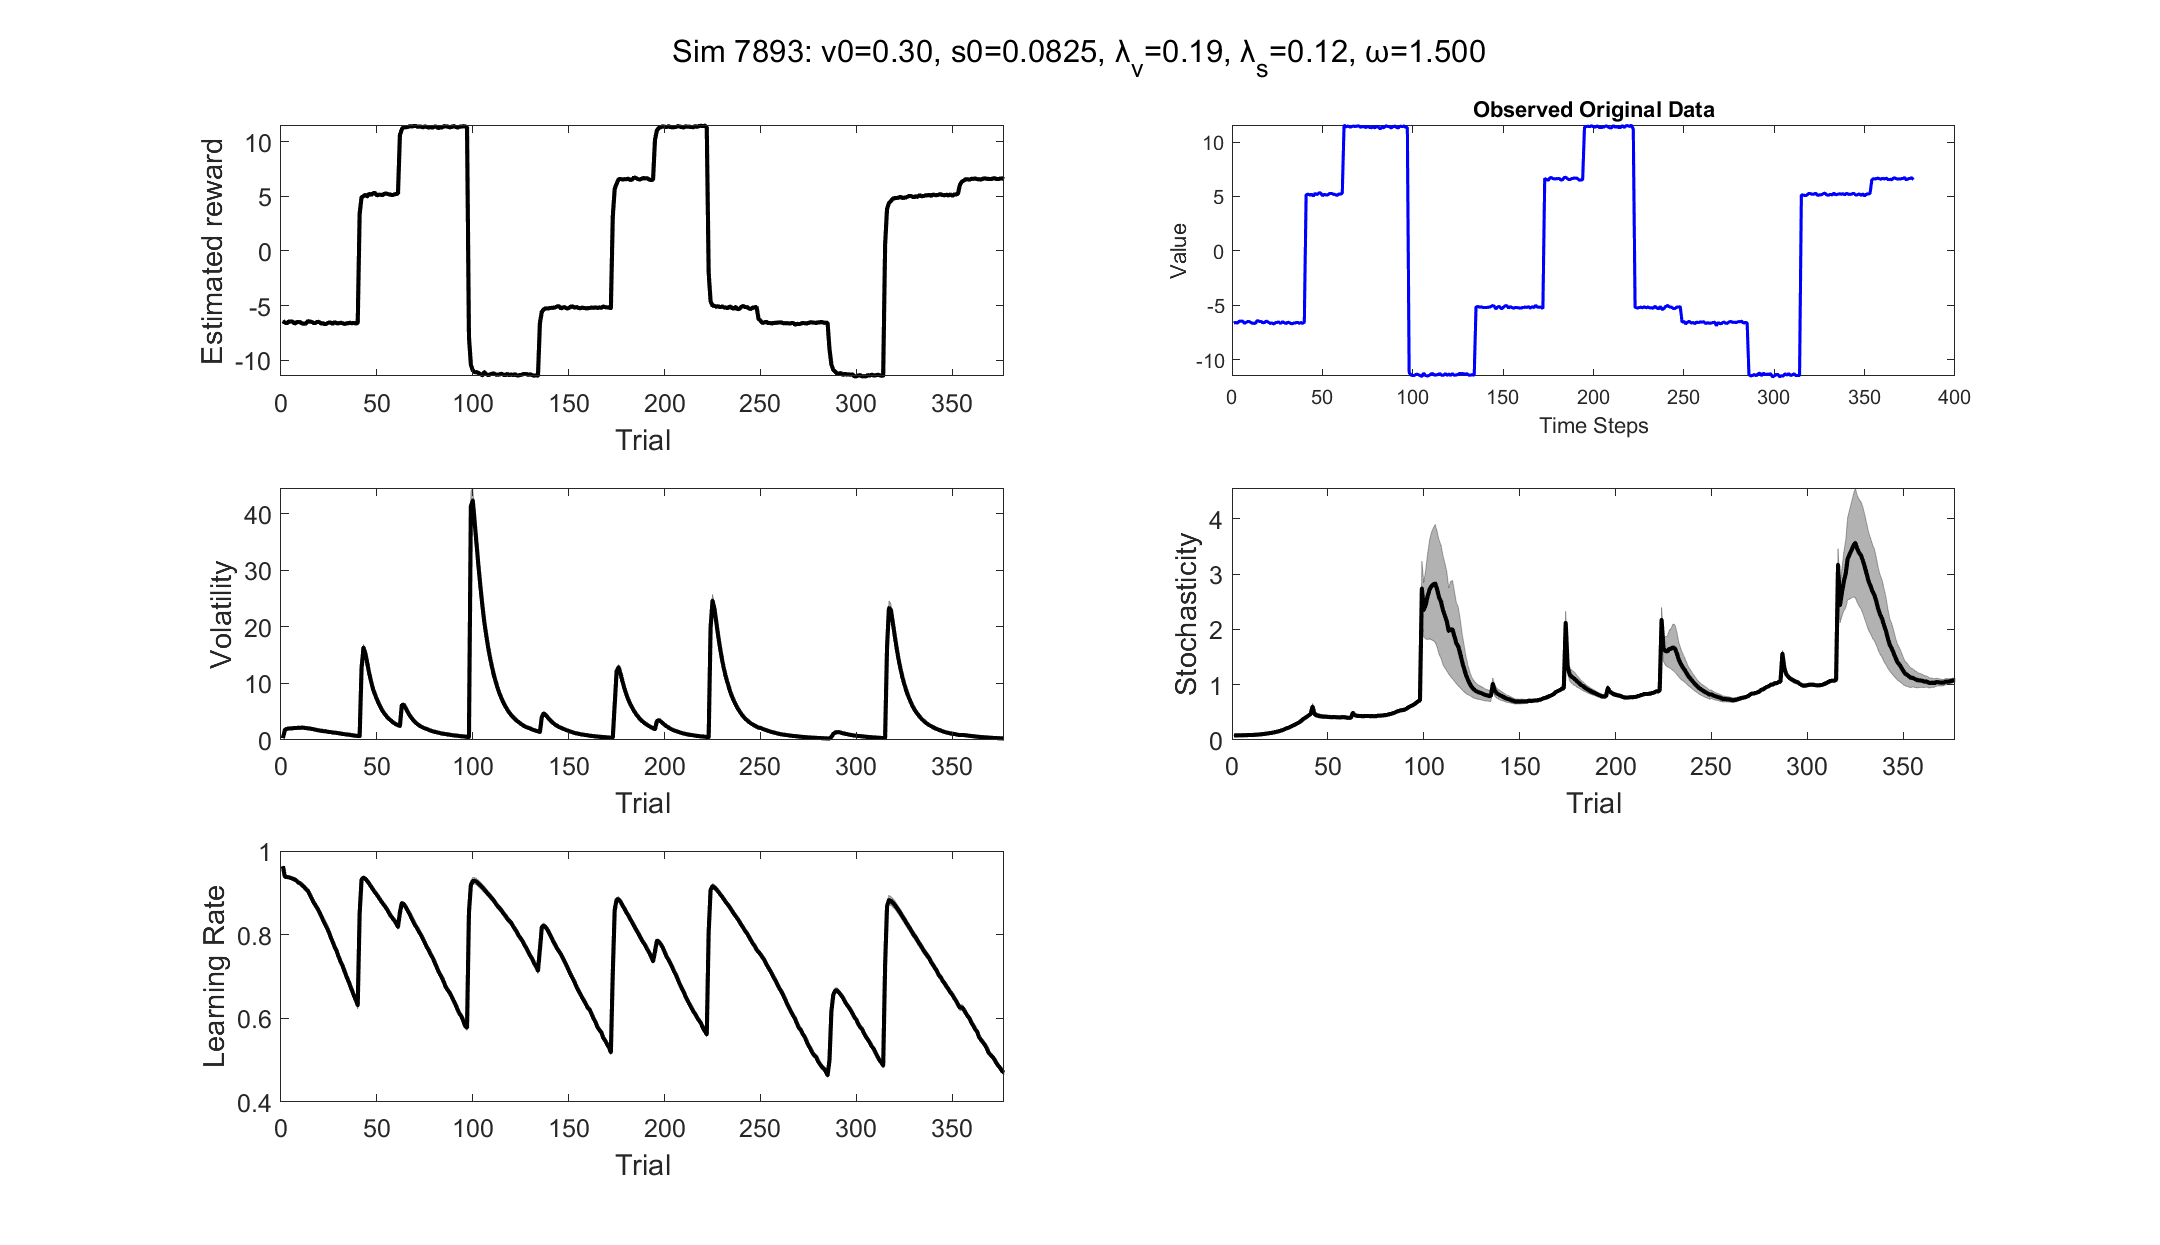 Sim 7893: v0=0.30, s0=0.0825, λ_v=0.19, λ_s=0.12, ω=1.500
Estimated reward
10
5
0
-5
-10
0 50 100 150 200 250 300 350
Trial
Observed Original Data
Value
10
5
0
-5
-10
0 50 100 150 200 250 300 350 400
Time Steps
Volatility
40
30
20
10
0
0 50 100 150 200 250 300 350
Trial
Stochasticity
4
3
2
1
0
0 50 100 150 200 250 300 350
Trial
Learning Rate
1
0.8
0.6
0.4
0 50 100 150 200 250 300 350
Trial